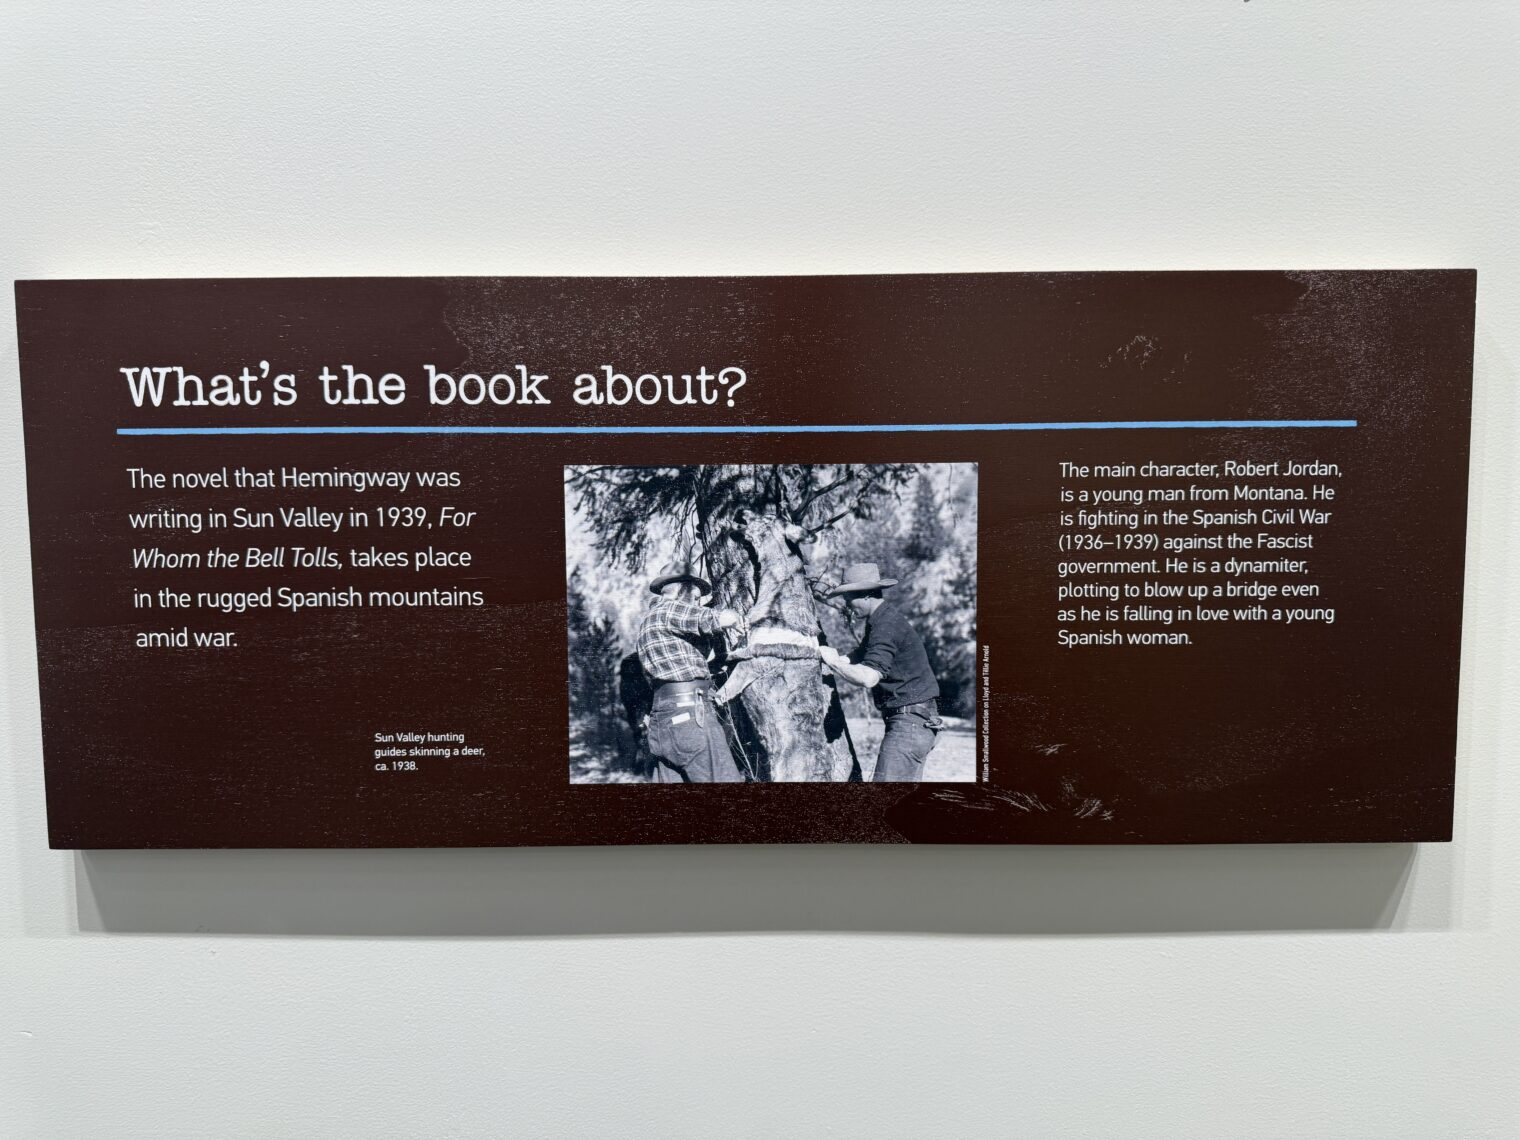 What's the book about?
The novel that Hemingway was
writing in Sun Valley in 1939, For
Whom the Bell Tolls, takes place
in the rugged Spanish mountains
amid war.
Sun Valley hunting
guides skinning a deer,
ca. 1938.
William Smallwood Collection on Lloyd and Tillie Arnold
The main character, Robert Jordan,
is a young man from Montana. He
is fighting in the Spanish Civil War
(1936–1939) against the Fascist
government. He is a dynamiter,
plotting to blow up a bridge even
as he is falling in love with a young
Spanish woman.